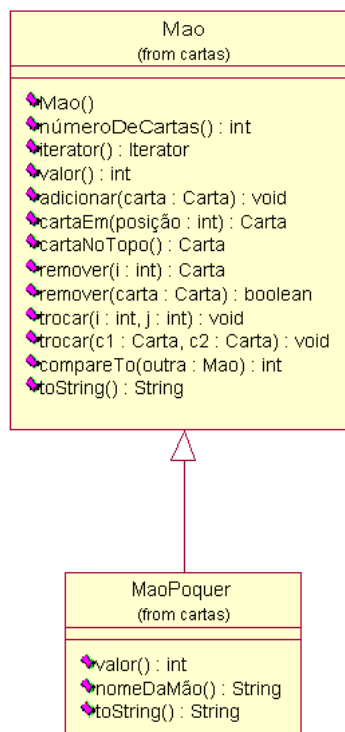 Mao
(from cartas)
Mao()
númeroDeCartas() : int
iterator() : Iterator
valor() : int
adicionar(carta : Carta) : void
cartaEm(posição : int) : Carta
cartaNoTopo() : Carta
remover(i : int) : Carta
remover(carta : Carta) : boolean
trocar(i : int, j : int) : void
trocar(c1 : Carta, c2 : Carta) : void
compareTo(outra : Mao) : int
toString() : String
MaoPoquer
(from cartas)
valor() : int
nomeDaMão() : String
toString() : String